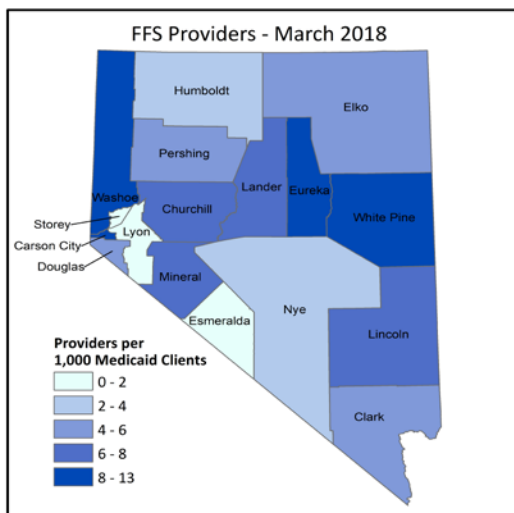 FFS Providers - March 2018
Humboldt
Elko
Pershing
Washoe
Churchill
Lander
Eureka
White Pine
Storey
Lyon
Carson City
Douglas
Mineral
Esmeralda
Nye
Lincoln
Clark
Providers per
1,000 Medicaid Clients
0 - 2
2 - 4
4 - 6
6 - 8
8 - 13